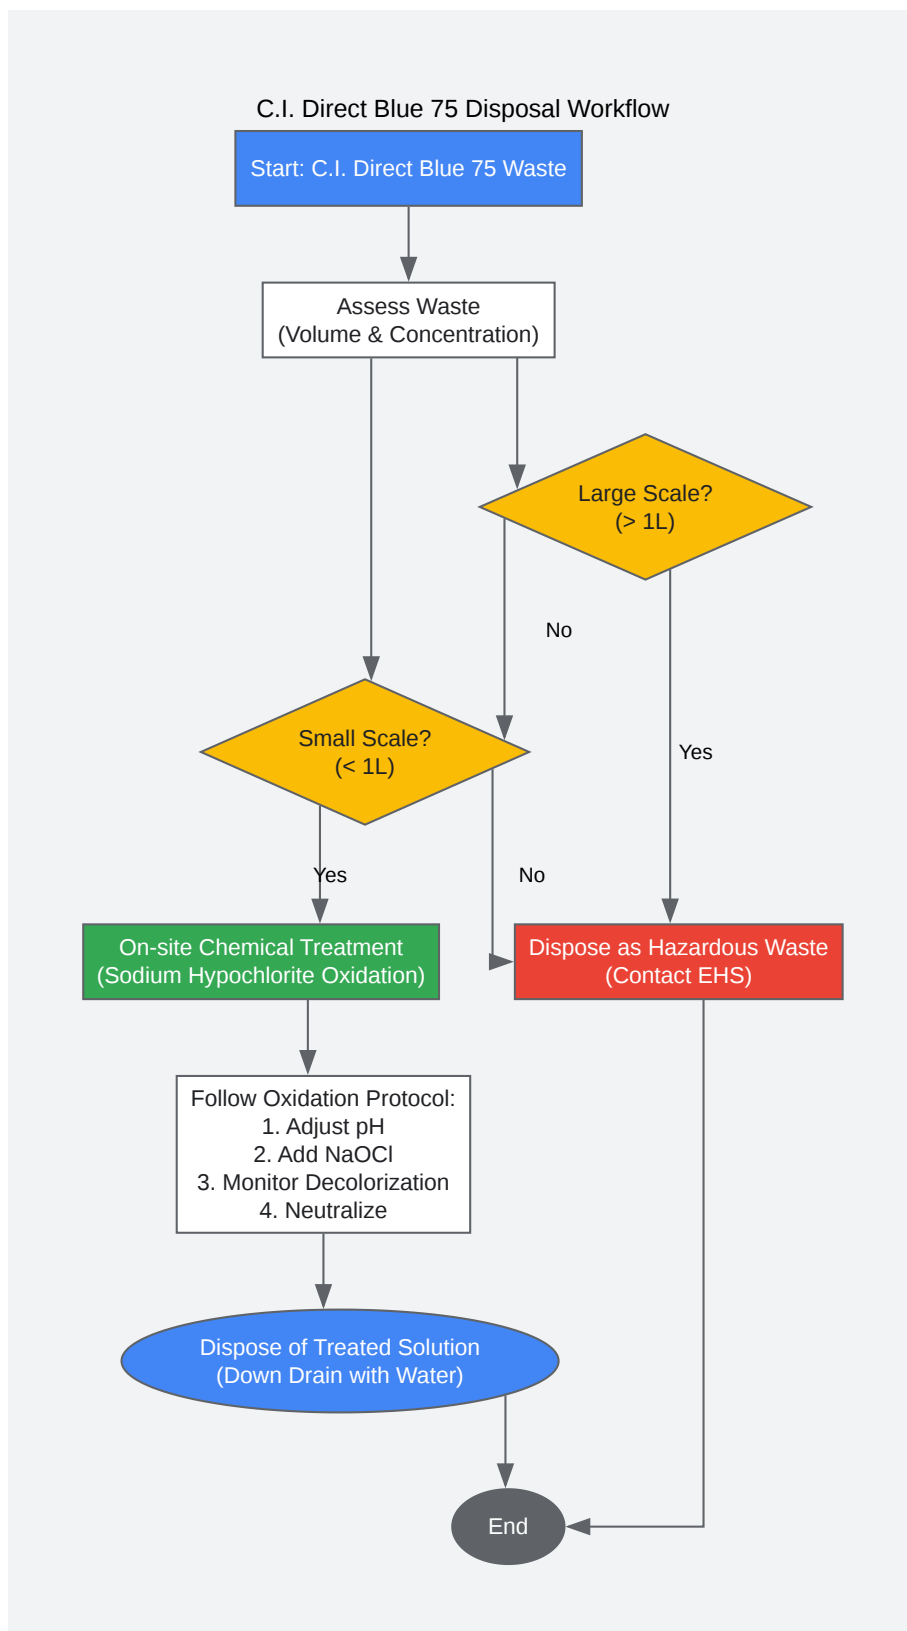 C.I. Direct Blue 75 Disposal Workflow
Start: C.I. Direct Blue 75 Waste
Assess Waste
(Volume & Concentration)
Large Scale?
(> 1L)
No
Small Scale?
(< 1L)
Yes
Yes
No
On-site Chemical Treatment
(Sodium Hypochlorite Oxidation)
Dispose as Hazardous Waste
(Contact EHS)
Follow Oxidation Protocol:
1. Adjust pH
2. Add NaOCl
3. Monitor Decolorization
4. Neutralize
Dispose of Treated Solution
(Down Drain with Water)
End